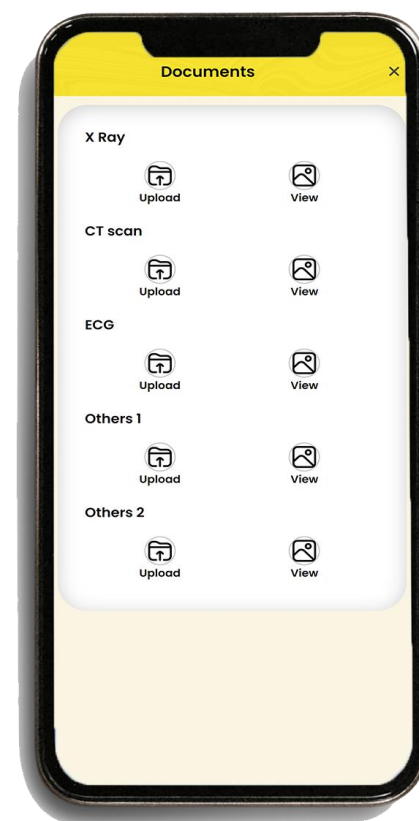 Documents ×
X Ray
Upload View
CT scan
Upload View
ECG
Upload View
Others 1
Upload View
Others 2
Upload View